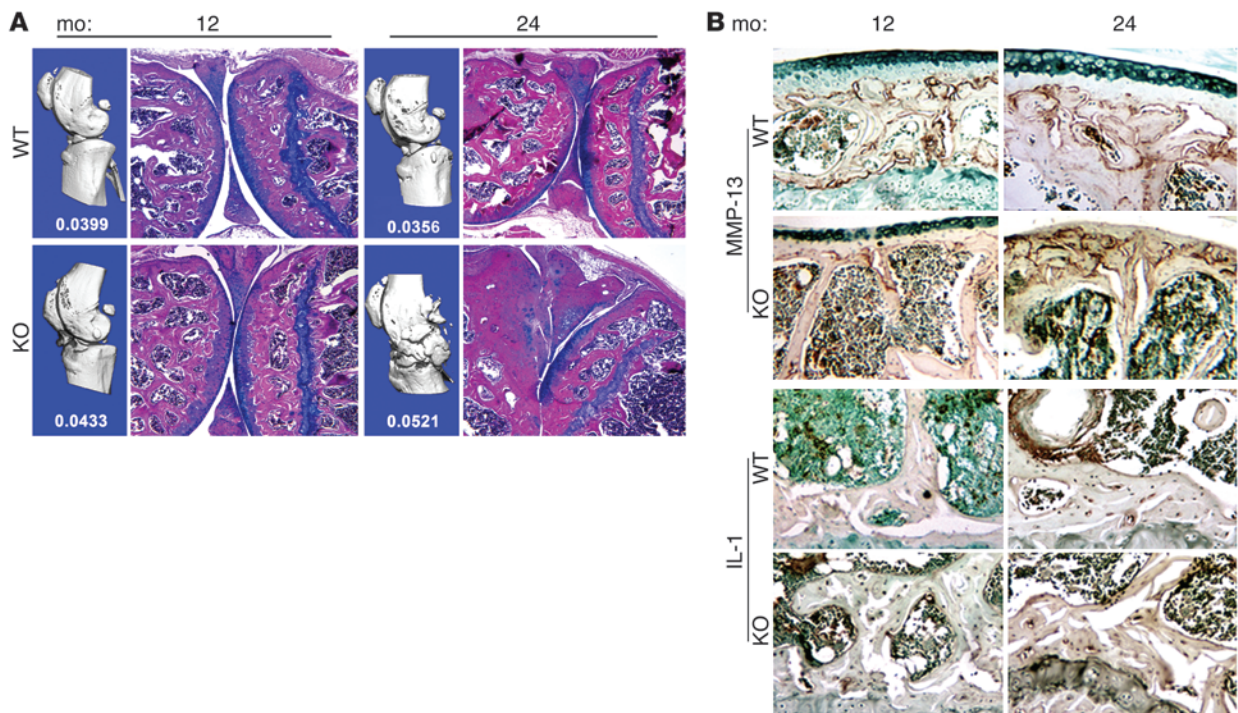 A mo: 12 24
WT
0.0399
0.0356
KO
0.0433
0.0521
B mo: 12 24
MMP-13
WT
KO
IL-1
WT
KO